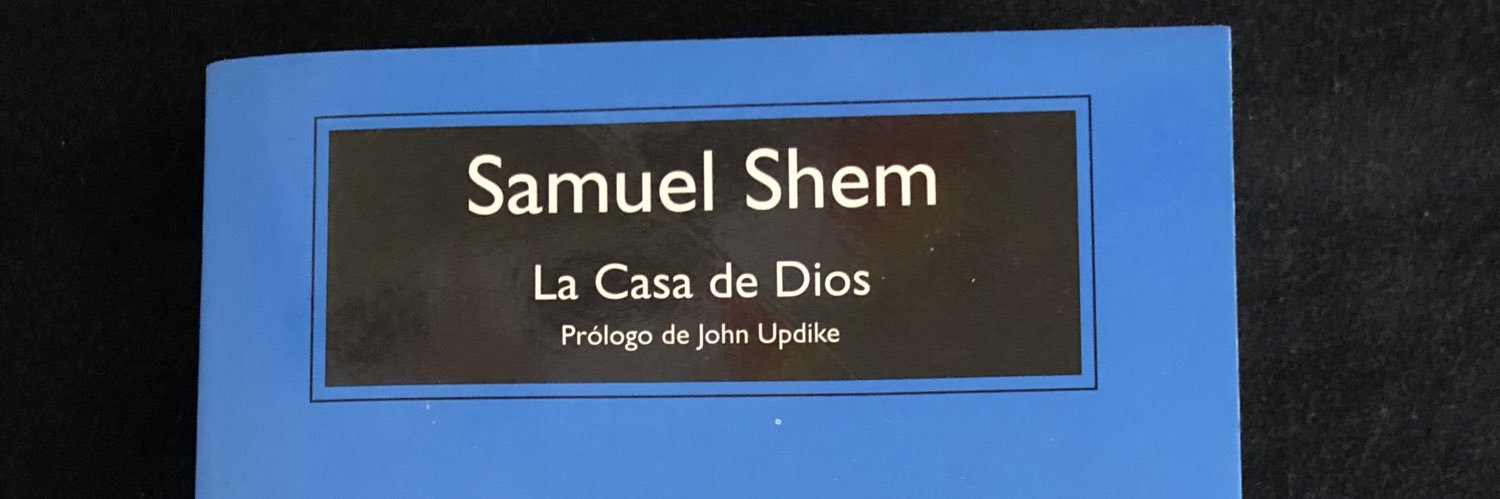 Samuel Shem
La Casa de Dios
Prólogo de John Updike